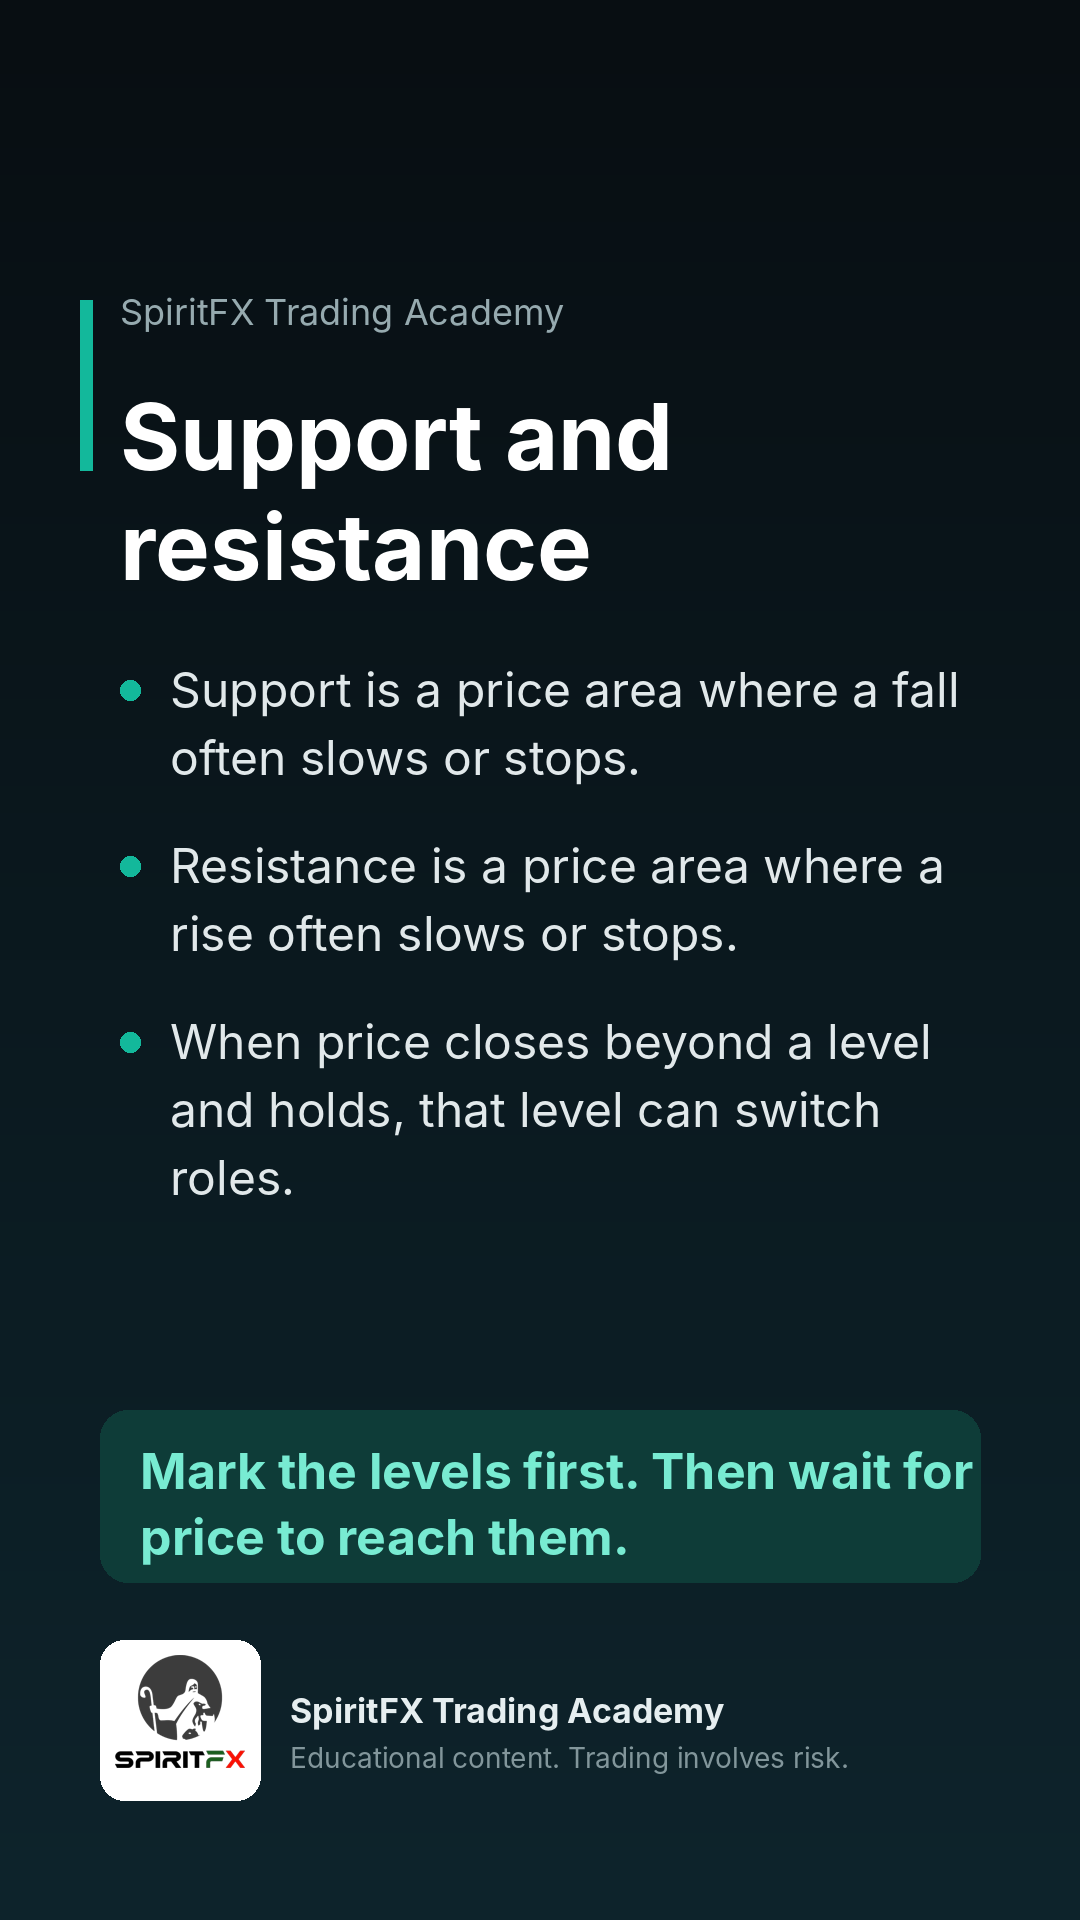 SpiritFX Trading Academy
Support and
resistance
Support is a price area where a fall
often slows or stops.
Resistance is a price area where a
rise often slows or stops.
When price closes beyond a level
and holds, that level can switch
roles.
Mark the levels first. Then wait for
price to reach them.
SPIRITFX
SpiritFX Trading Academy
Educational content. Trading involves risk.